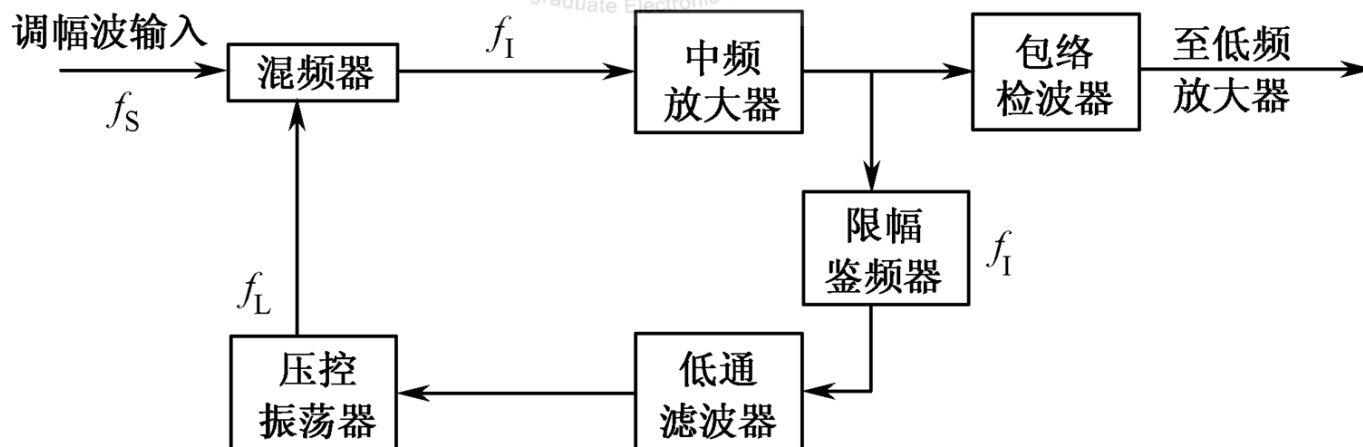 graduate Electronic
调幅波输入
f_S
混频器
f_I
中频
放大器
包络
检波器
至低频
放大器
限幅
鉴频器
f_I
f_L
压控
振荡器
低通
滤波器